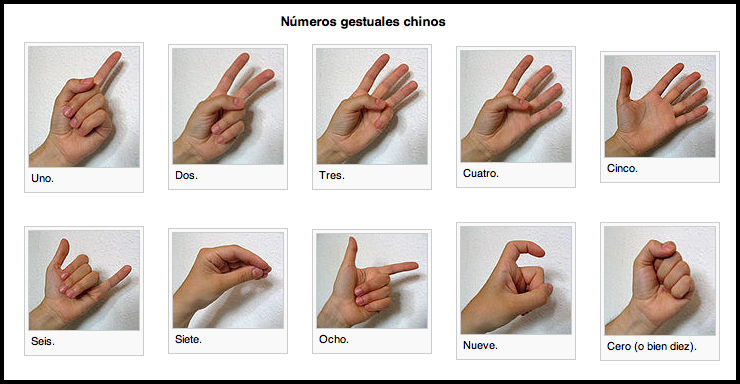 Números gestuales chinos
Uno.
Dos.
Tres.
Cuatro.
Cinco.
Seis.
Siete.
Ocho.
Nueve.
Cero (o bien diez).